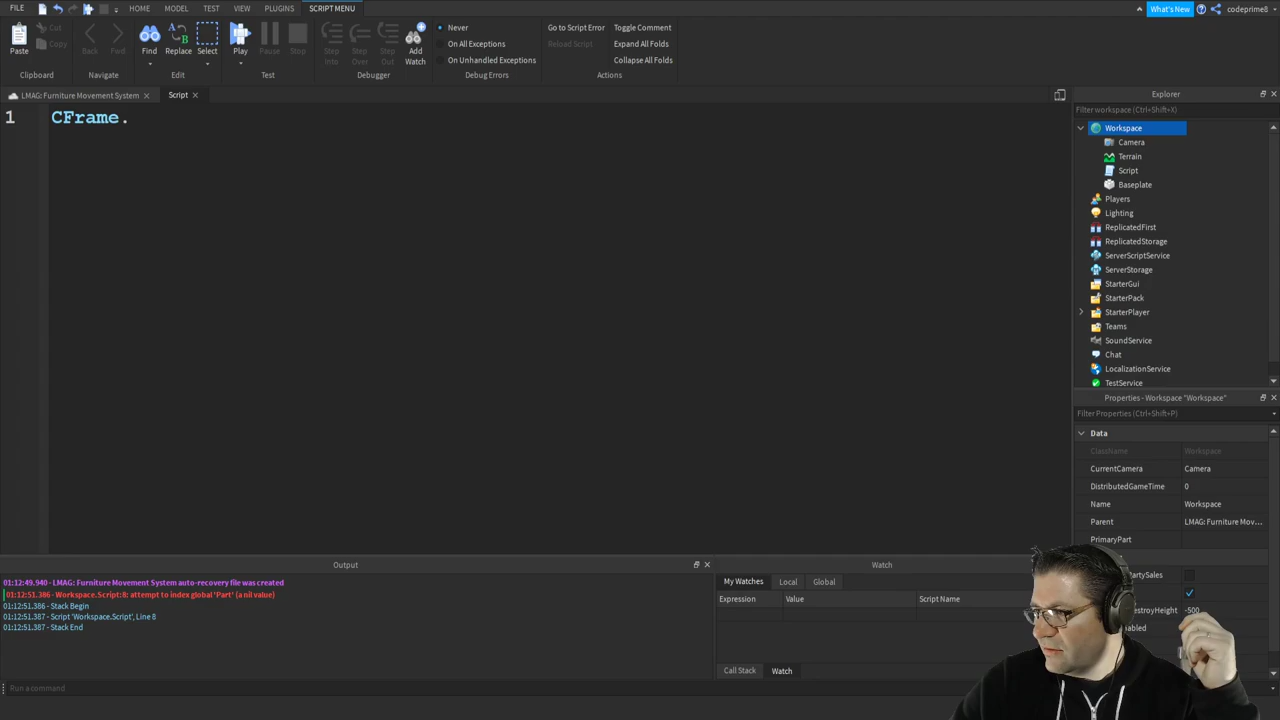 FILE HOME MODEL TEST VIEW PLUGINS SCRIPT MENU What's New codeprime8
Paste Cut Copy Back Fwd Find Replace Select Play Pause Stop Step Into Step Over Step Out Add Watch
Never
On All Exceptions
On Unhandled Exceptions
Go to Script Error Toggle Comment
Reload Script Expand All Folds
Collapse All Folds
Clipboard Navigate Edit Test Debugger Debug Errors Actions
LMAG: Furniture Movement System Script
1 CFrame.
Explorer
Filter workspace (Ctrl+Shift+X)
Workspace
Camera
Terrain
Script
Baseplate
Players
Lighting
ReplicatedFirst
ReplicatedStorage
ServerScriptService
ServerStorage
StarterGui
StarterPack
StarterPlayer
Teams
SoundService
Chat
LocalizationService
TestService
Properties - Workspace "Workspace"
Filter Properties (Ctrl+Shift+P)
Data
ClassName Workspace
CurrentCamera Camera
DistributedGameTime 0
Name Workspace
Parent LMAG: Furniture Mov...
PrimaryPart
-500
Output
01:12:49.940 - LMAG: Furniture Movement System auto-recovery file was created
01:12:51.386 - Workspace.Script:8: attempt to index global 'Part' (a nil value)
01:12:51.386 - Stack Begin
01:12:51.387 - Script 'Workspace.Script', Line 8
01:12:51.387 - Stack End
Watch
My Watches Local Global
Expression Value Script Name
Call Stack Watch
Run a command